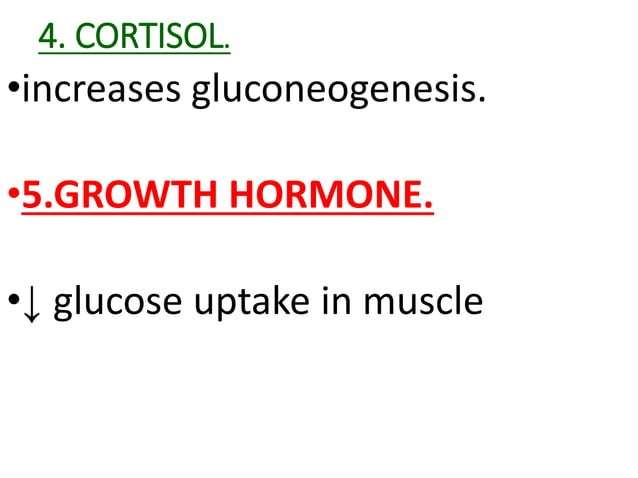 4. CORTISOL.
•increases gluconeogenesis.
•5.GROWTH HORMONE.
•↓ glucose uptake in muscle